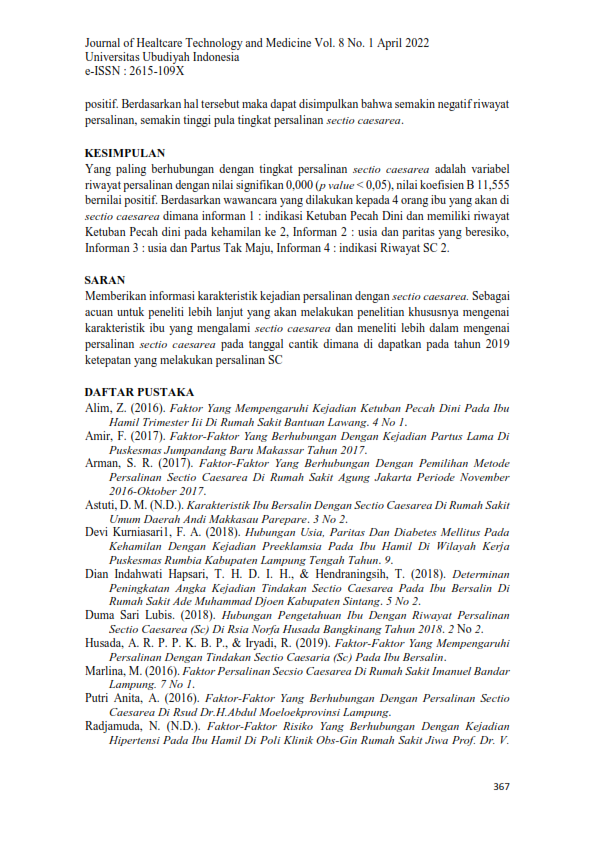 Journal of Healtcare Technology and Medicine Vol. 8 No. 1 April 2022
Universitas Ubudiyah Indonesia
e-ISSN : 2615-109X
positif. Berdasarkan hal tersebut maka dapat disimpulkan bahwa semakin negatif riwayat
persalinan, semakin tinggi pula tingkat persalinan sectio caesarea.
KESIMPULAN
Yang paling berhubungan dengan tingkat persalinan sectio caesarea adalah variabel
riwayat persalinan dengan nilai signifikan 0,000 (p value < 0,05), nilai koefisien B 11,555
bernilai positif. Berdasarkan wawancara yang dilakukan kepada 4 orang ibu yang akan di
sectio caesarea dimana informan 1 : indikasi Ketuban Pecah Dini dan memiliki riwayat
Ketuban Pecah dini pada kehamilan ke 2, Informan 2 : usia dan paritas yang beresiko,
Informan 3 : usia dan Partus Tak Maju, Informan 4 : indikasi Riwayat SC 2.
SARAN
Memberikan informasi karakteristik kejadian persalinan dengan sectio caesarea. Sebagai
acuan untuk peneliti lebih lanjut yang akan melakukan penelitian khususnya mengenai
karakteristik ibu yang mengalami sectio caesarea dan meneliti lebih dalam mengenai
persalinan sectio caesarea pada tanggal cantik dimana di dapatkan pada tahun 2019
ketepatan yang melakukan persalinan SC
DAFTAR PUSTAKA
Alim, Z. (2016). Faktor Yang Mempengaruhi Kejadian Ketuban Pecah Dini Pada Ibu
Hamil Trimester Iii Di Rumah Sakit Bantuan Lawang. 4 No 1.
Amir, F. (2017). Faktor-Faktor Yang Berhubungan Dengan Kejadian Partus Lama Di
Puskesmas Jumpandang Baru Makassar Tahun 2017.
Arman, S. R. (2017). Faktor-Faktor Yang Berhubungan Dengan Pemilihan Metode
Persalinan Sectio Caesarea Di Rumah Sakit Agung Jakarta Periode November
2016-Oktober 2017.
Astuti, D. M. (N.D.). Karakteristik Ibu Bersalin Dengan Sectio Caesarea Di Rumah Sakit
Umum Daerah Andi Makkasau Parepare. 3 No 2.
Devi Kurniasari1, F. A. (2018). Hubungan Usia, Paritas Dan Diabetes Mellitus Pada
Kehamilan Dengan Kejadian Preeklamsia Pada Ibu Hamil Di Wilayah Kerja
Puskesmas Rumbia Kabupaten Lampung Tengah Tahun. 9.
Dian Indahwati Hapsari, T. H. D. I. H., & Hendraningsih, T. (2018). Determinan
Peningkatan Angka Kejadian Tindakan Sectio Caesarea Pada Ibu Bersalin Di
Rumah Sakit Ade Muhammad Djoen Kabupaten Sintang. 5 No 2.
Duma Sari Lubis. (2018). Hubungan Pengetahuan Ibu Dengan Riwayat Persalinan
Sectio Caesarea (Sc) Di Rsia Norfa Husada Bangkinang Tahun 2018. 2 No 2.
Husada, A. R. P. P. K. B. P., & Iryadi, R. (2019). Faktor-Faktor Yang Mempengaruhi
Persalinan Dengan Tindakan Sectio Caesaria (Sc) Pada Ibu Bersalin.
Marlina, M. (2016). Faktor Persalinan Secsio Caesarea Di Rumah Sakit Imanuel Bandar
Lampung. 7 No 1.
Putri Anita, A. (2016). Faktor-Faktor Yang Berhubungan Dengan Persalinan Sectio
Caesarea Di Rsud Dr.H.Abdul Moeloekprovinsi Lampung.
Radjamuda, N. (N.D.). Faktor-Faktor Risiko Yang Berhubungan Dengan Kejadian
Hipertensi Pada Ibu Hamil Di Poli Klinik Obs-Gin Rumah Sakit Jiwa Prof. Dr. V.
367